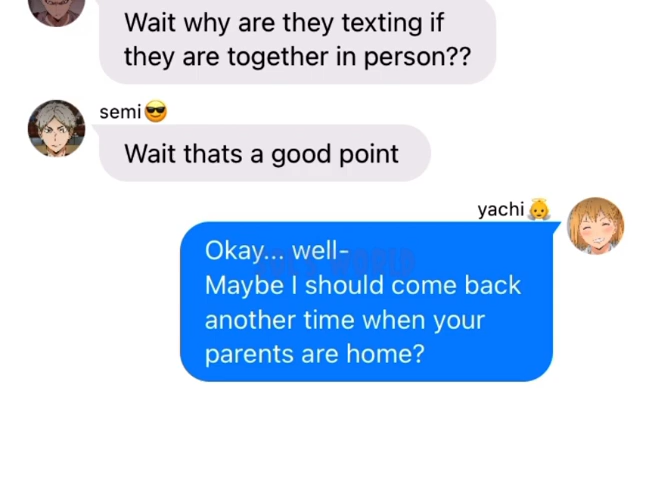 Wait why are they texting if
they are together in person??
semi😎
Wait thats a good point
yachi👼
Okay... well-
Maybe I should come back
another time when your
parents are home?